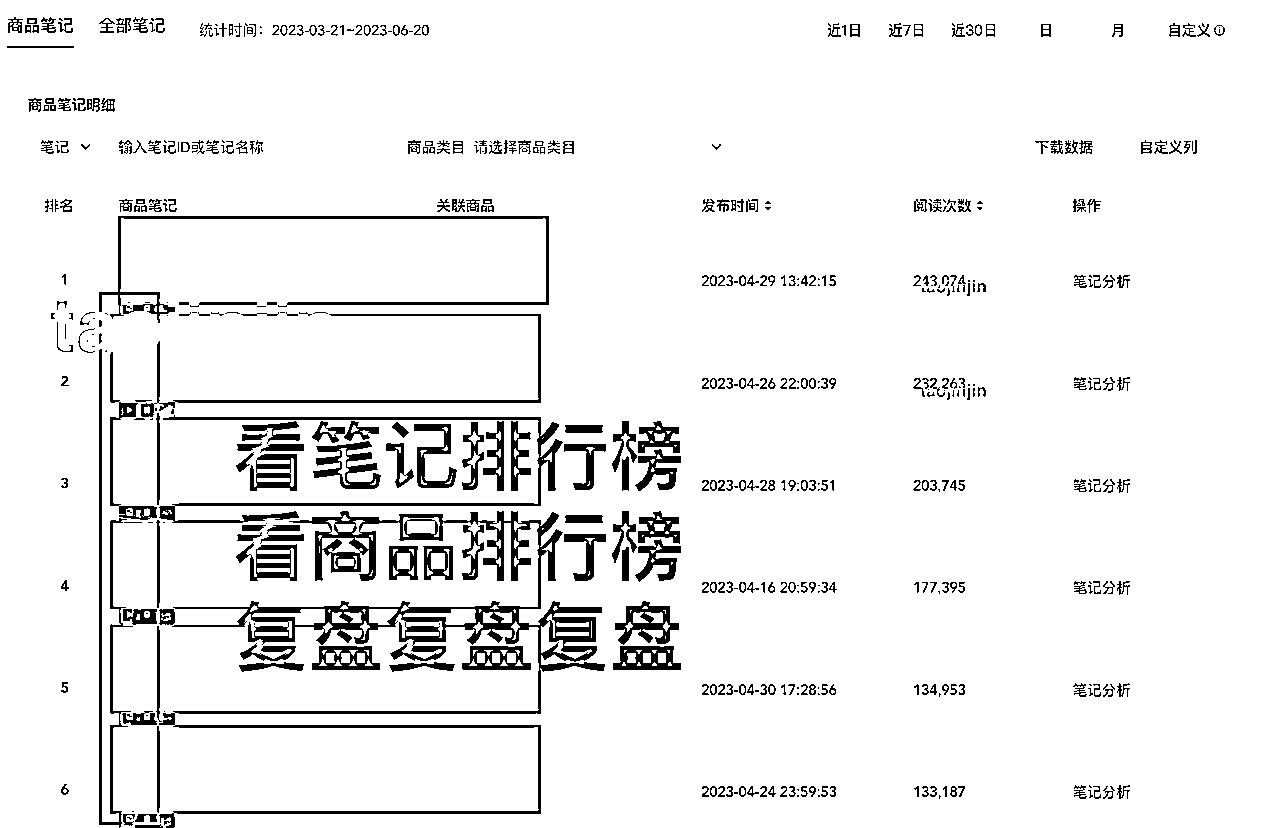 商品笔记 全部笔记 统计时间：2023-03-21~2023-06-20 近1日 近7日 近30日 日 月 自定义
商品笔记明细
笔记 输入笔记ID或笔记名称 商品类目 请选择商品类目 下载数据 自定义列
排名 商品笔记 关联商品 发布时间 阅读次数 操作
1 2023-04-29 13:42:15 243,074 笔记分析
taojinjin
2 2023-04-26 22:00:39 232,263 笔记分析
taojinjin
看笔记排行榜
3 2023-04-28 19:03:51 203,745 笔记分析
看商品排行榜
4 2023-04-16 20:59:34 177,395 笔记分析
复盘复盘复盘
5 2023-04-30 17:28:56 134,953 笔记分析
6 2023-04-24 23:59:53 133,187 笔记分析